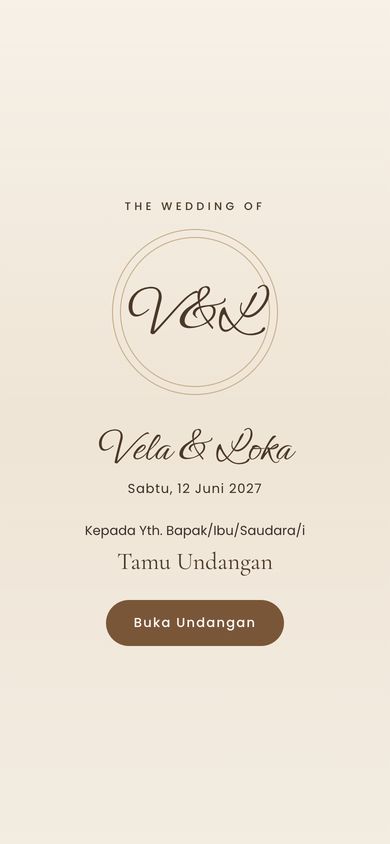 THE WEDDING OF
V&L
Vela & Loka
Sabtu, 12 Juni 2027
Kepada Yth. Bapak/Ibu/Saudara/i
Tamu Undangan
Buka Undangan